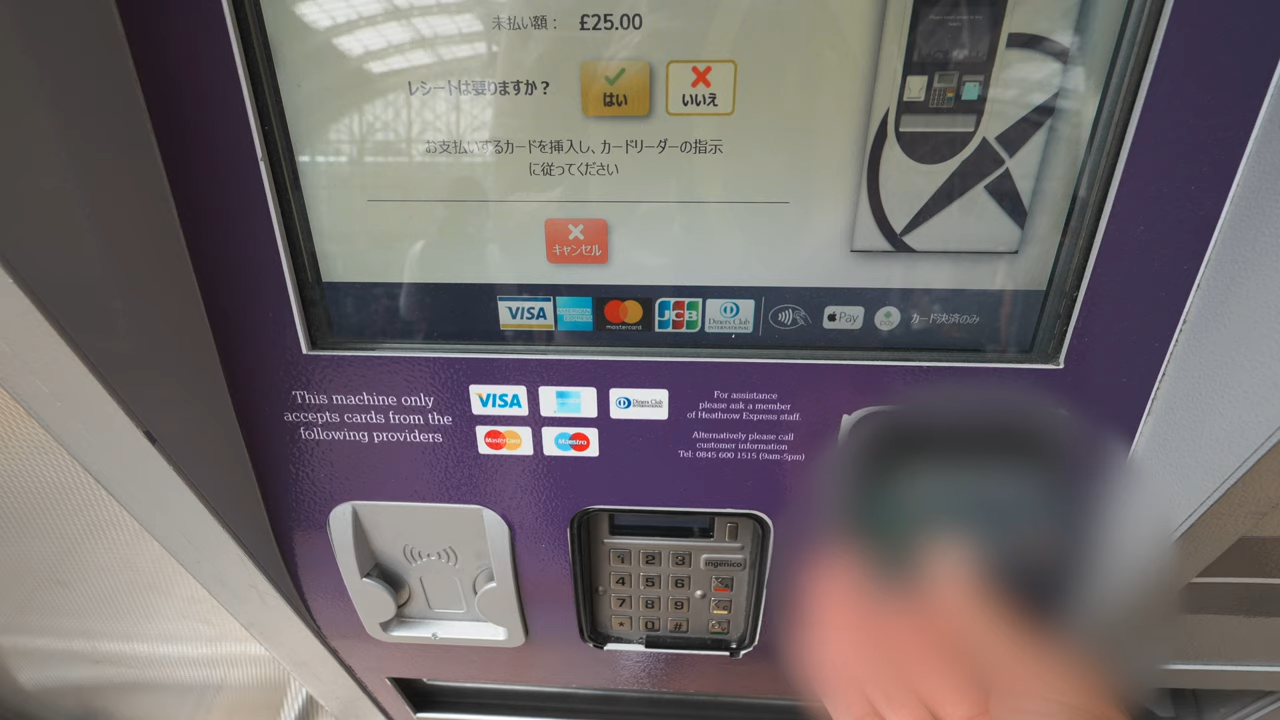 未払い額： £25.00
レシートは要りますか？
はい
いいえ
お支払いするカードを挿入し、カードリーダーの指示
に従ってください
キャンセル
VISA
AMERICAN EXPRESS
mastercard
JCB
Diners Club
INTERNATIONAL
Pay
カード決済のみ
This machine only
accepts cards from the
following providers
VISA
Diners Club
INTERNATIONAL
MasterCard
Maestro
For assistance
please ask a member
of Heathrow Express staff.
Alternatively please call
customer information
Tel: 0845 600 1515 (9am-5pm)
ingenico
1 2 3
4 5 6
7 8 9
* 0 #